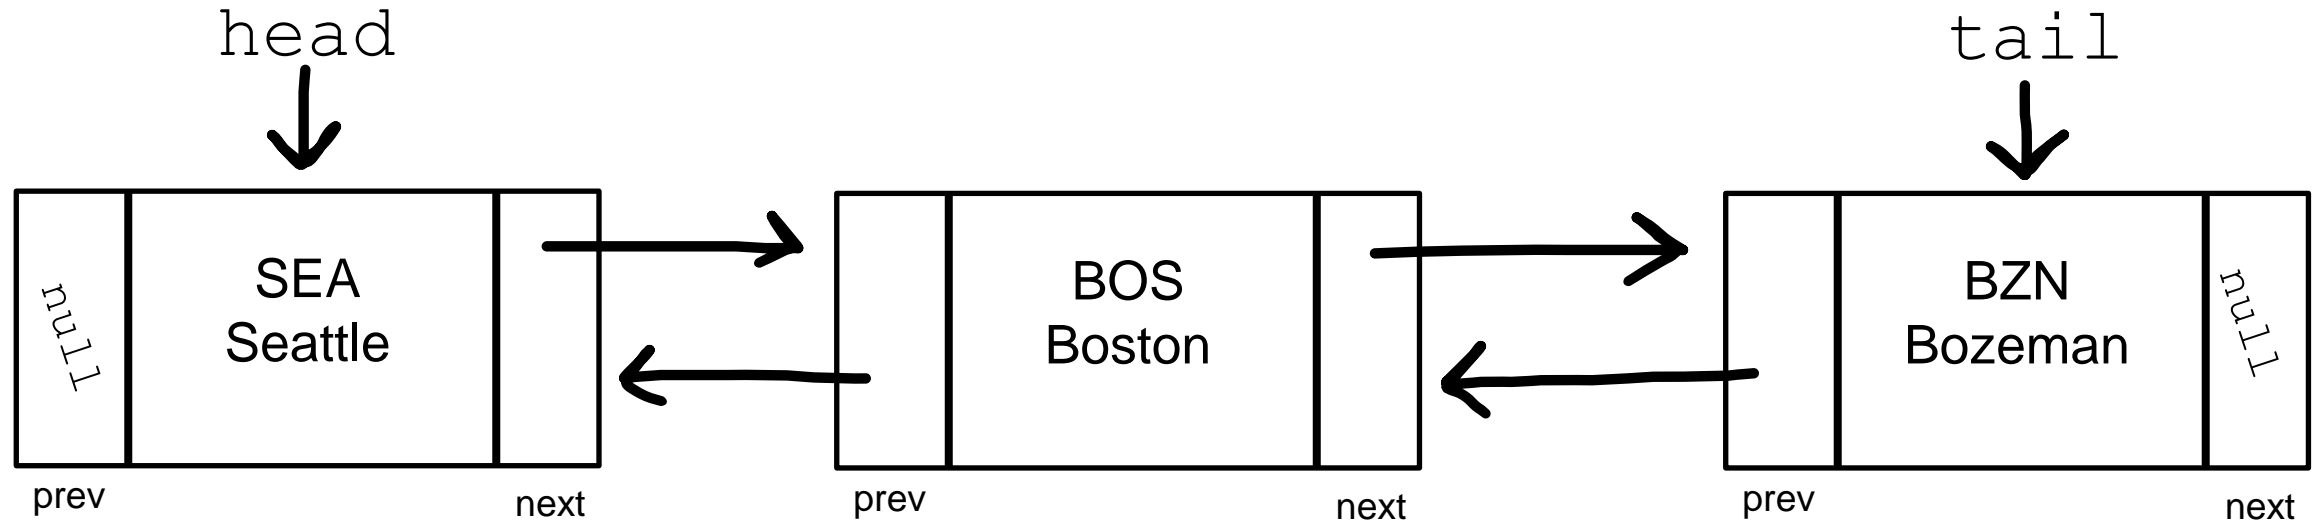 head
tail
null
SEA
Seattle
BOS
Boston
BZN
Bozeman
null
prev
next
prev
next
prev
next